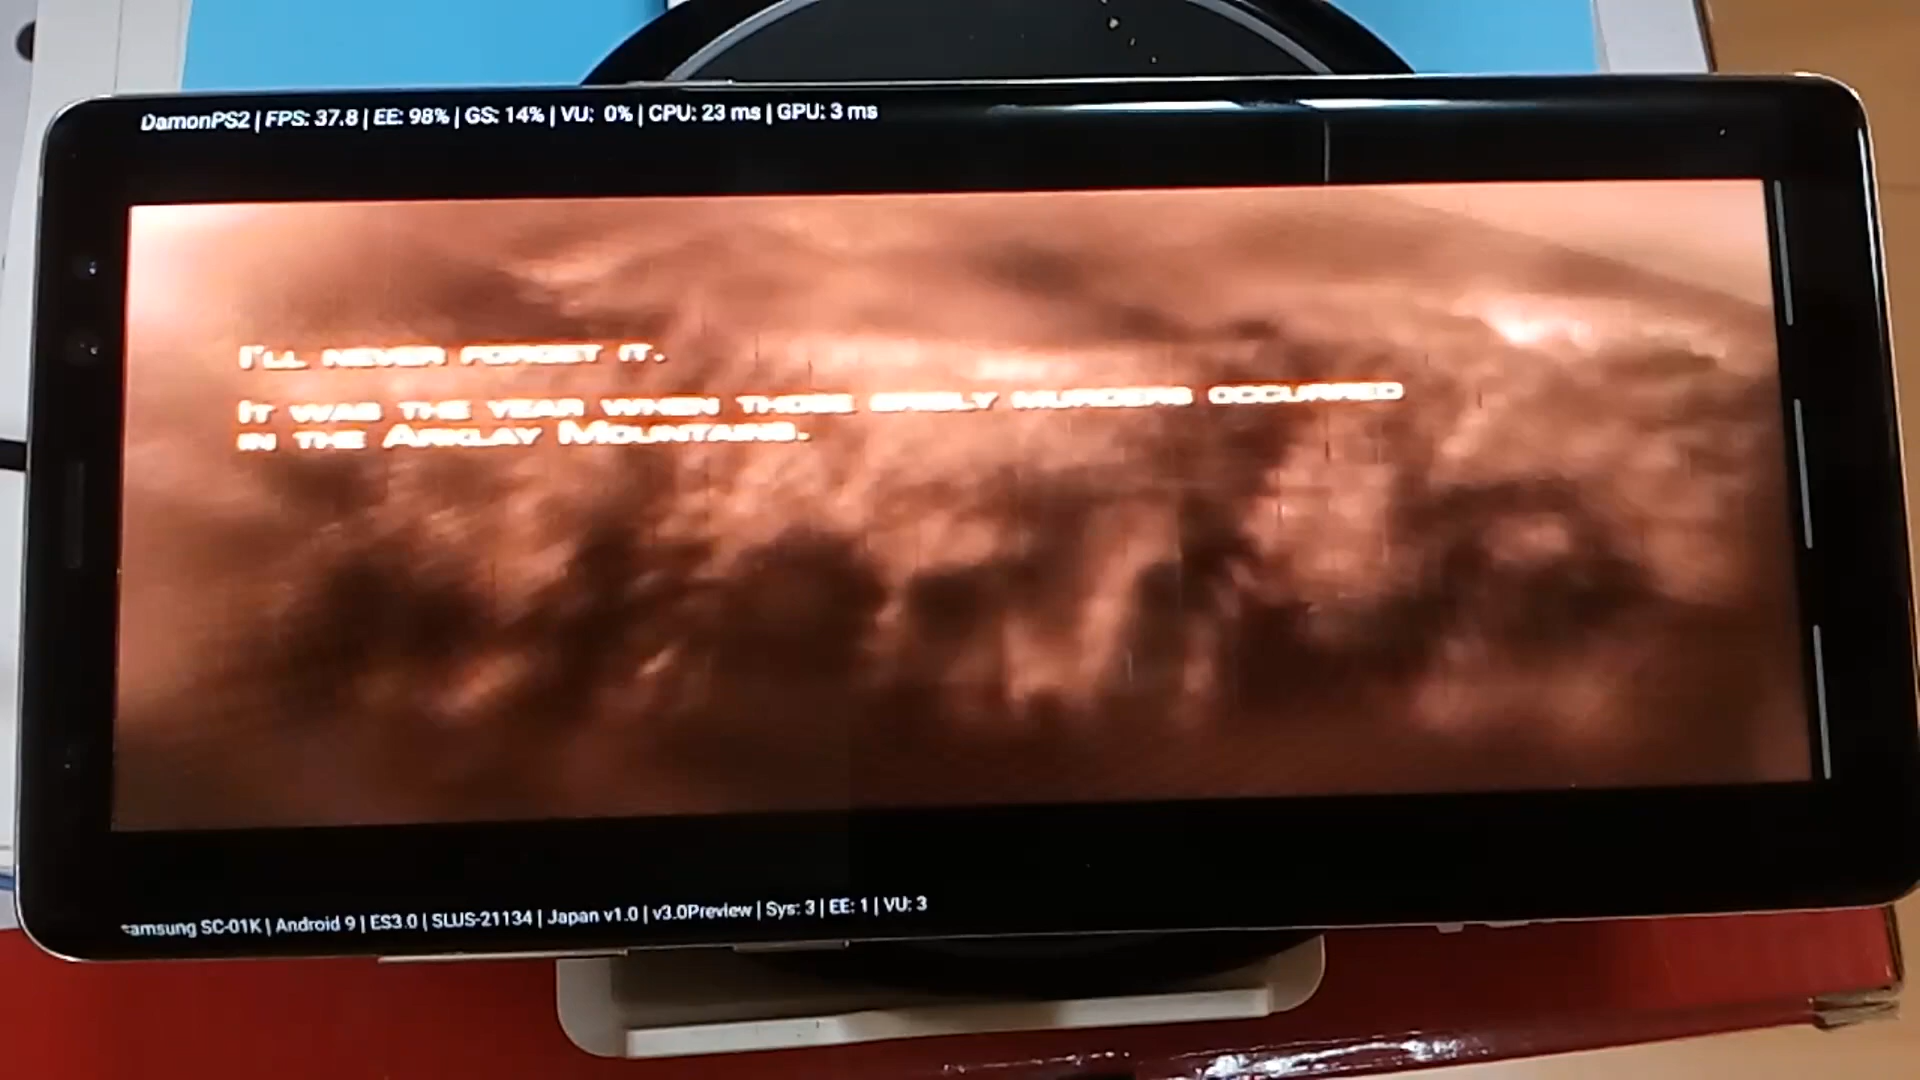 DamonPS2 | FPS: 37.8 | EE: 98% | GS: 14% | VU: 0% | CPU: 23 ms | GPU: 3 ms
I'LL NEVER FORGET IT.
IT WAS THE YEAR WHEN THOSE GRISLY MURDERS OCCURRED
IN THE ARKLAY MOUNTAINS.
samsung SC-01K | Android 9 | ES3.0 | SLUS-21134 | Japan v1.0 | v3.0Preview | Sys: 3 | EE: 1 | VU: 3